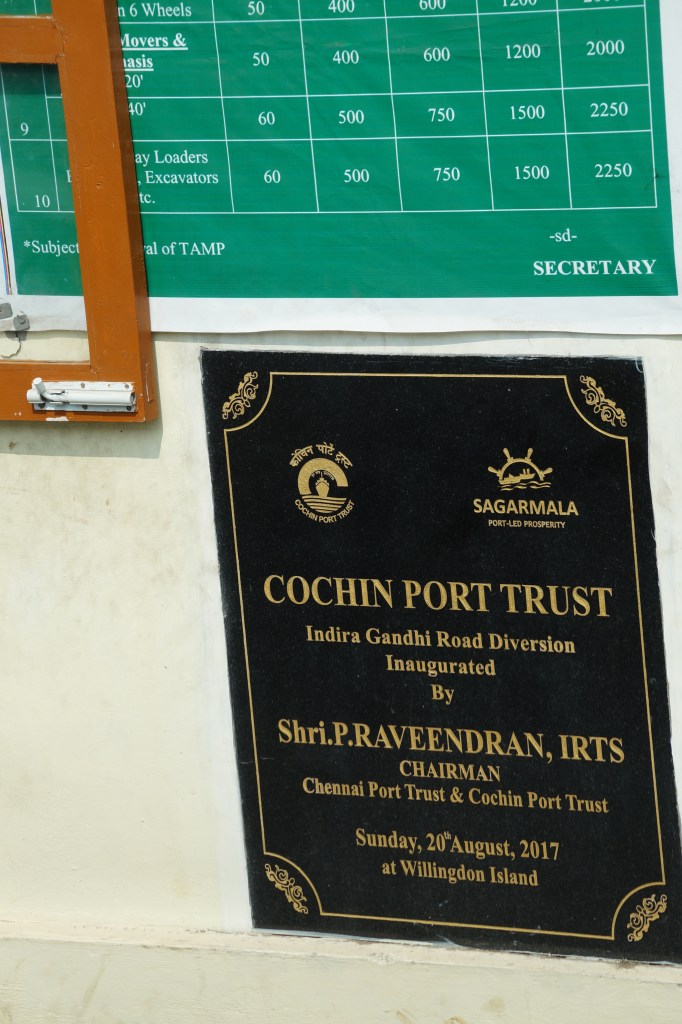 n 6 Wheels 50 400 600 1200
Movers &
hasis 50 400 600 1200 2000
20'
9 40' 60 500 750 1500 2250
ay Loaders
, Excavators 60 500 750 1500 2250
10 tc.
*Subject val of TAMP
-sd-
SECRETARY
कोचिन पोर्ट ट्रस्ट
COCHIN PORT TRUST
SAGARMALA
PORT-LED PROSPERITY
COCHIN PORT TRUST
Indira Gandhi Road Diversion
Inaugurated
By
Shri.P.RAVEENDRAN, IRTS
CHAIRMAN
Chennai Port Trust & Cochin Port Trust
Sunday, 20th August, 2017
at Willingdon Island